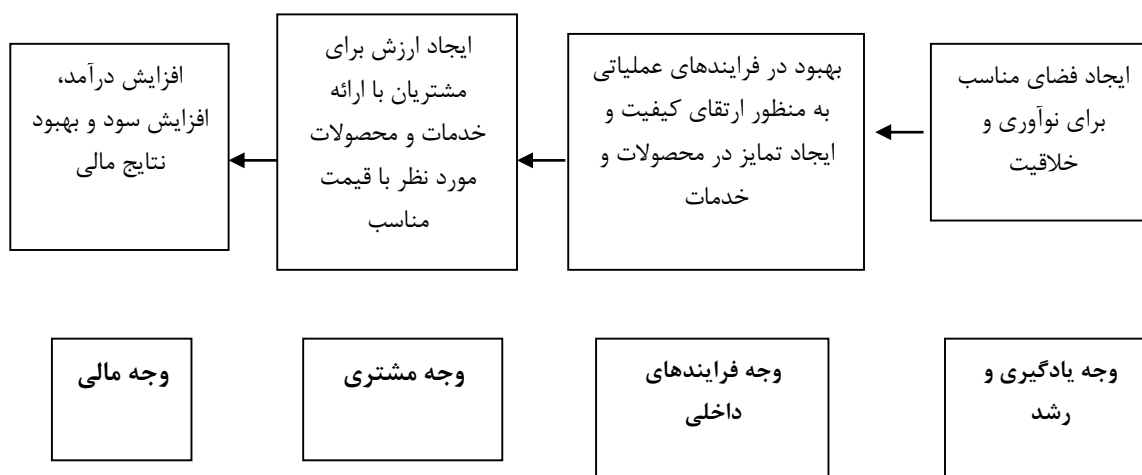 ایجاد فضای مناسب
برای نوآوری و
خلاقیت
بهبود در فرایندهای عملیاتی
به منظور ارتقای کیفیت و
ایجاد تمایز در محصولات و
خدمات
ایجاد ارزش برای
مشتریان با ارائه
خدمات و محصولات
مورد نظر با قیمت
مناسب
افزایش درآمد،
افزایش سود و بهبود
نتایج مالی
وجه یادگیری و
رشد
وجه فرایندهای
داخلی
وجه مشتری
وجه مالی